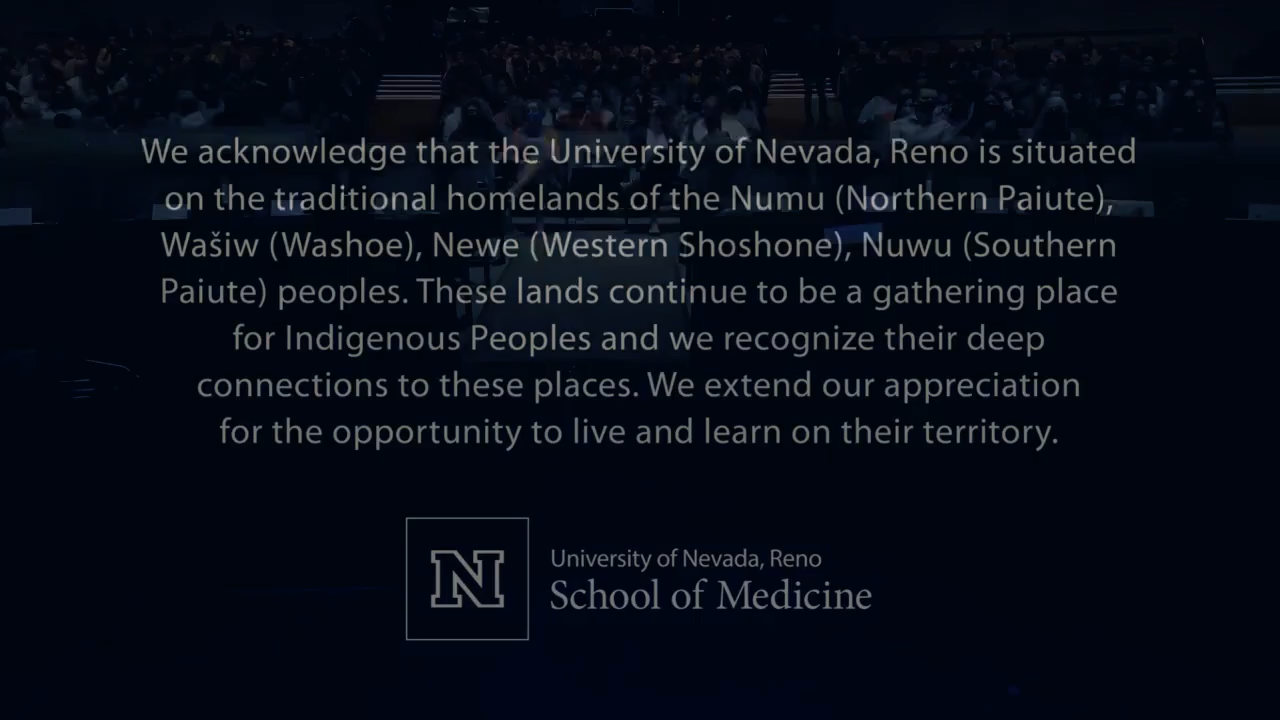 We acknowledge that the University of Nevada, Reno is situated
on the traditional homelands of the Numu (Northern Paiute),
Wašiw (Washoe), Newe (Western Shoshone), Nuwu (Southern
Paiute) peoples. These lands continue to be a gathering place
for Indigenous Peoples and we recognize their deep
connections to these places. We extend our appreciation
for the opportunity to live and learn on their territory.
N
University of Nevada, Reno
School of Medicine